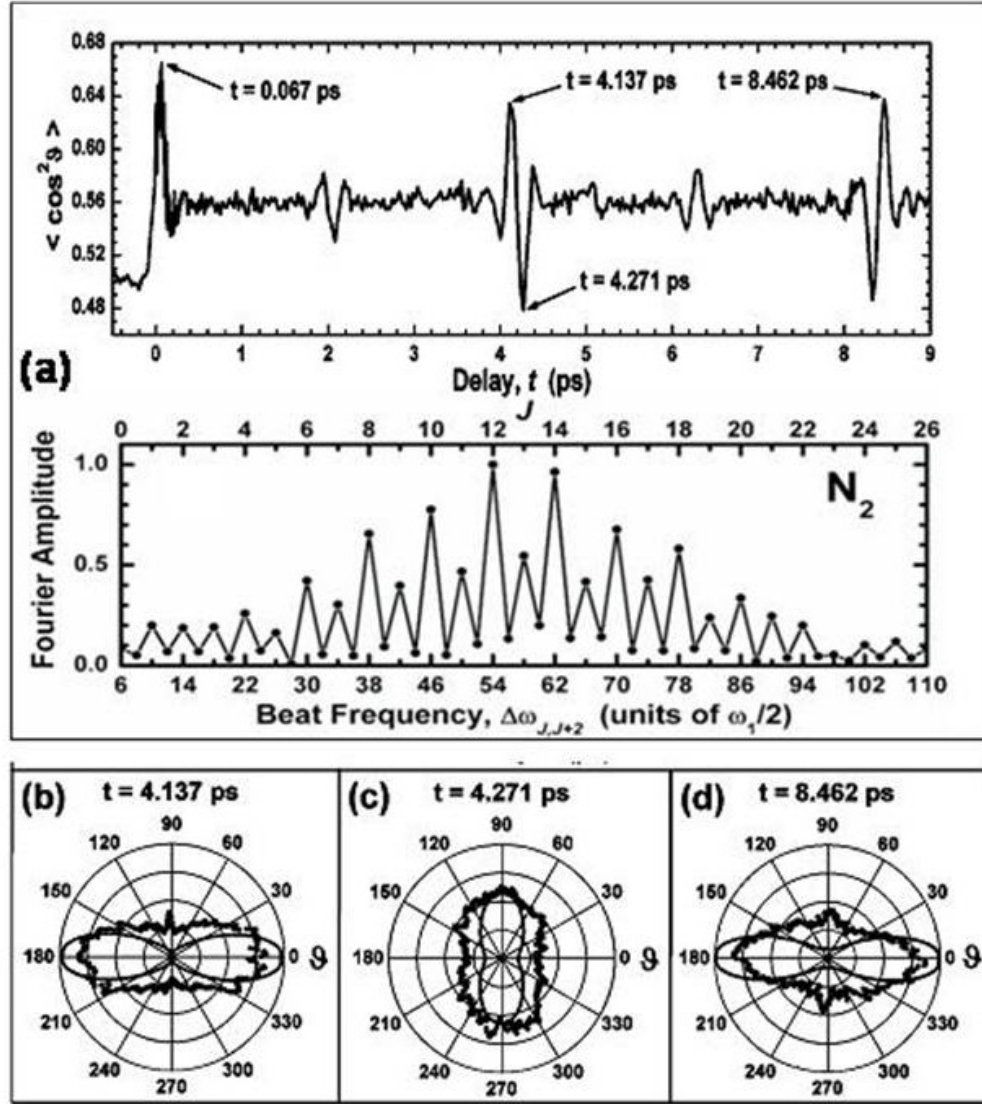 0.68
0.64
0.60
0.56
0.52
0.48
< cos²ϑ >
t = 0.067 ps
t = 4.137 ps
t = 8.462 ps
t = 4.271 ps
0 1 2 3 4 5 6 7 8 9
(a)
Delay, t (ps)
J
0 2 4 6 8 10 12 14 16 18 20 22 24 26
1.0
0.5
0.0
Fourier Amplitude
N₂
6 14 22 30 38 46 54 62 70 78 86 94 102 110
Beat Frequency, Δω_J,J+2 (units of ω₁/2)
(b) t = 4.137 ps
90
120 60
150 30
180 0 ϑ
210 330
240 300
270
(c) t = 4.271 ps
90
120 60
150 30
180 0 ϑ
210 330
240 300
270
(d) t = 8.462 ps
90
120 60
150 30
180 0 ϑ
210 330
240 300
270